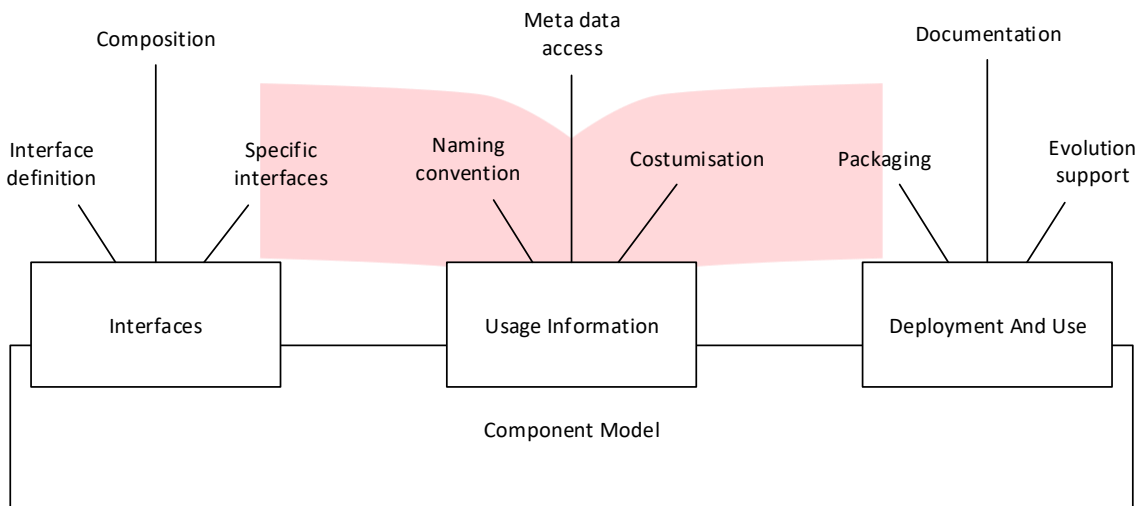 Composition
Meta data
access
Documentation
Interface
definition
Specific
interfaces
Naming
convention
Costumisation
Packaging
Evolution
support
Interfaces
Usage Information
Deployment And Use
Component Model